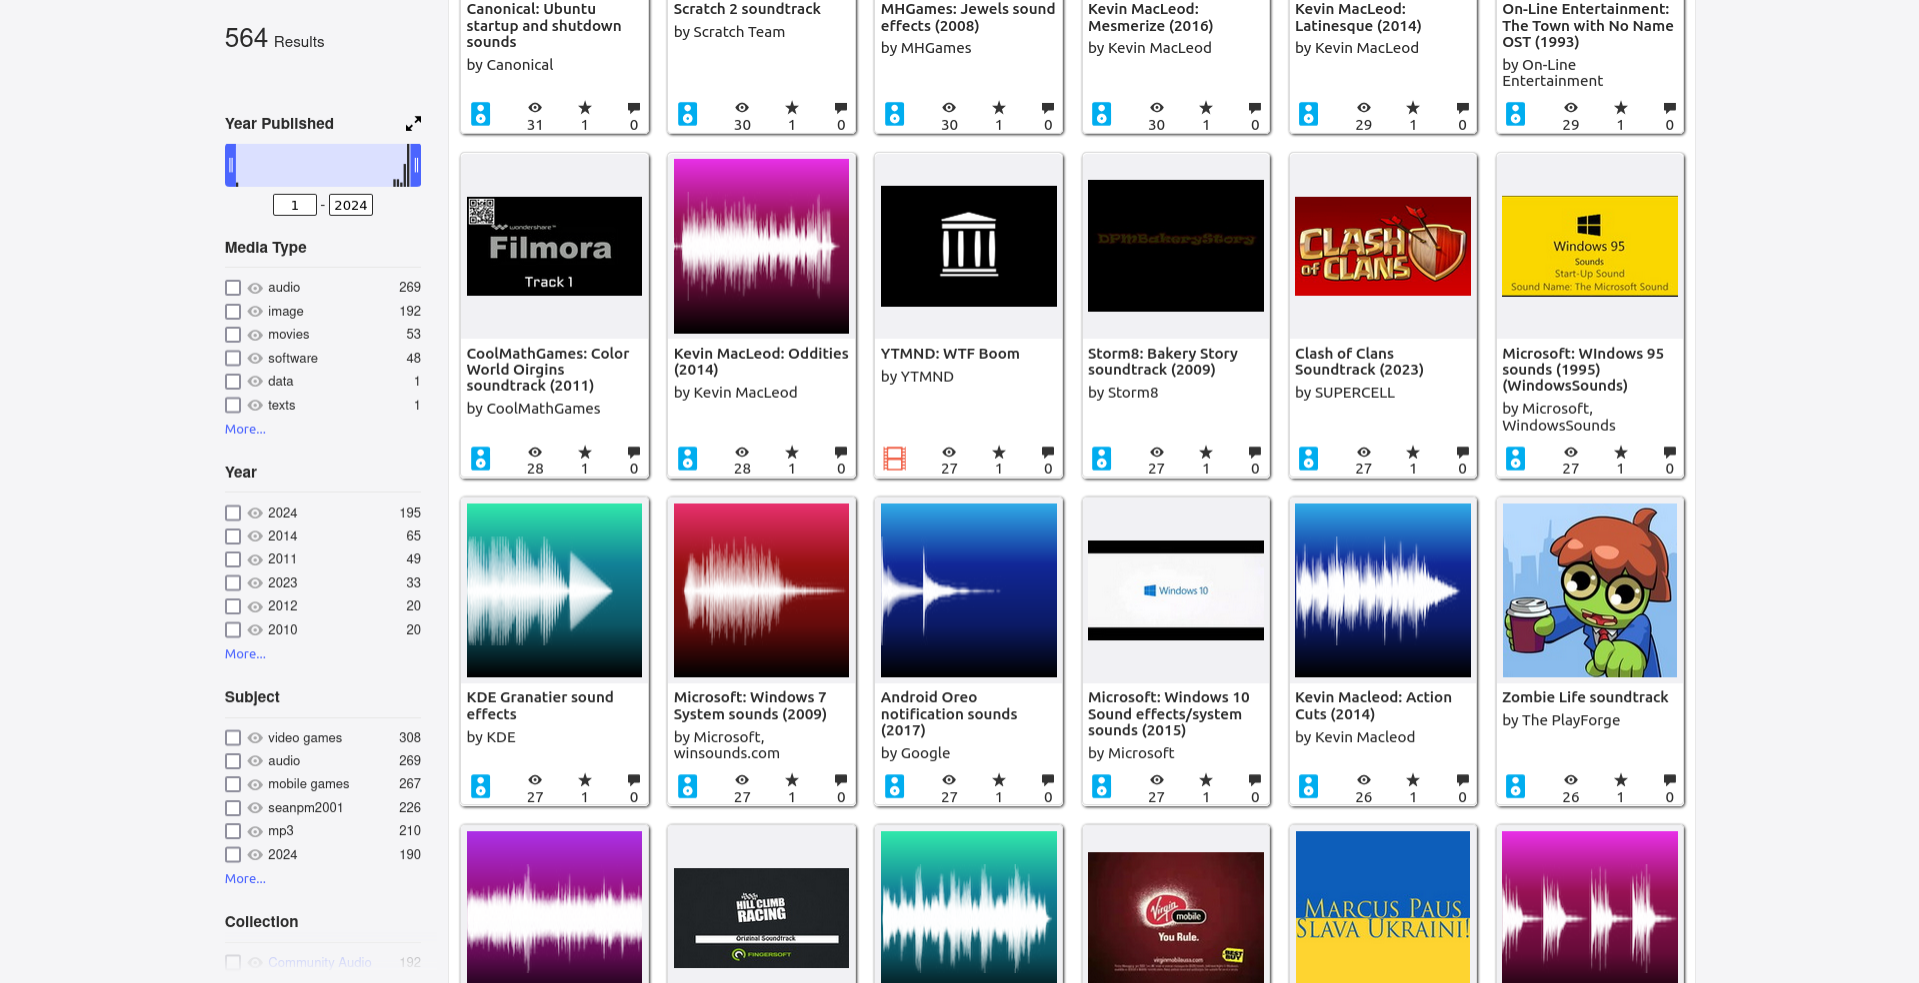 564 Results
Year Published
1 - 2024
Media Type
audio 269
image 192
movies 53
software 48
data 1
texts 1
More...
Year
2024 195
2014 65
2011 49
2023 33
2012 20
2010 20
More...
Subject
video games 308
audio 269
mobile games 267
seanpm2001 226
mp3 210
2024 190
More...
Collection
Community Audio 192
Canonical: Ubuntu
startup and shutdown
sounds
by Canonical
31 1 0
Scratch 2 soundtrack
by Scratch Team
30 1 0
MHGames: Jewels sound
effects (2008)
by MHGames
30 1 0
Kevin MacLeod:
Mesmerize (2016)
by Kevin MacLeod
30 1 0
Kevin MacLeod:
Latinesque (2014)
by Kevin MacLeod
29 1 0
On-Line Entertainment:
The Town with No Name
OST (1993)
by On-Line
Entertainment
29 1 0
wondershare™
Filmora
Track 1
CoolMathGames: Color
World Oirgins
soundtrack (2011)
by CoolMathGames
28 1 0
Kevin MacLeod: Oddities
(2014)
by Kevin MacLeod
28 1 0
YTMND: WTF Boom
by YTMND
27 1 0
DPMBakeryStory
Storm8: Bakery Story
soundtrack (2009)
by Storm8
27 1 0
CLASH
OF CLANS
Clash of Clans
Soundtrack (2023)
by SUPERCELL
27 1 0
Windows 95
Sounds
Start-Up Sound
Sound Name: The Microsoft Sound
Microsoft: WIndows 95
sounds (1995)
(WindowsSounds)
by Microsoft,
WindowsSounds
27 1 0
KDE Granatier sound
effects
by KDE
27 1 0
Microsoft: Windows 7
System sounds (2009)
by Microsoft,
winsounds.com
27 1 0
Android Oreo
notification sounds
(2017)
by Google
27 1 0
Windows 10
Microsoft: Windows 10
Sound effects/system
sounds (2015)
by Microsoft
27 1 0
Kevin Macleod: Action
Cuts (2014)
by Kevin Macleod
26 1 0
Zombie Life soundtrack
by The PlayForge
26 1 0
HILL CLIMB
RACING
Original Soundtrack
FINGERSOFT
Virgin
mobile
You Rule.
virginmobileusa.com
BEST BUY
MARCUS PAUS
SLAVA UKRAINI!